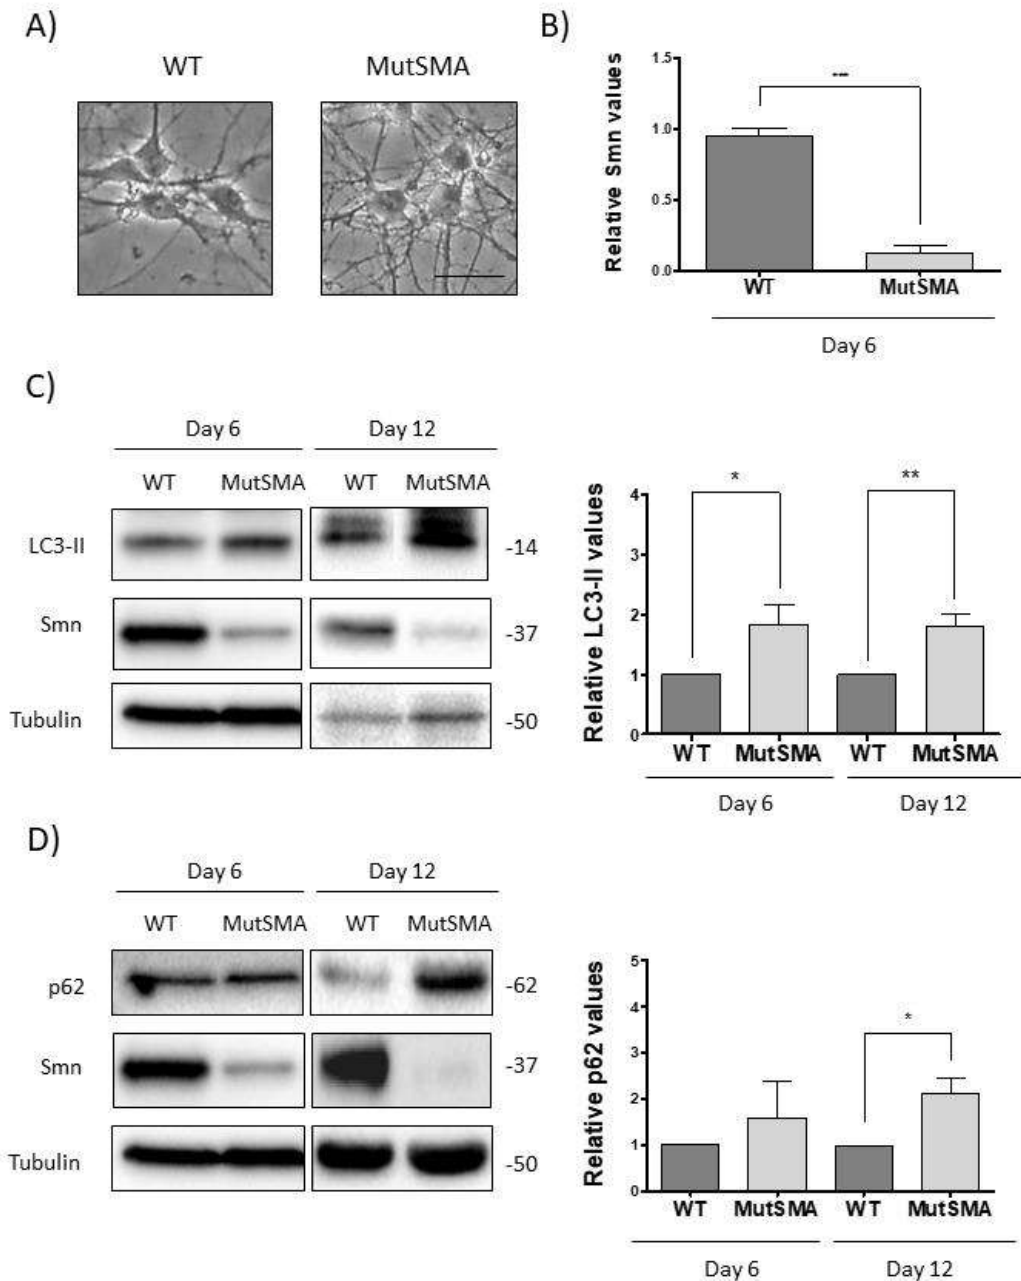 A)
WT MutSMA
B)
Relative Smn values
1.5
1.0
0.5
0.0
***
WT MutSMA
Day 6
C)
Day 6 Day 12
WT MutSMA WT MutSMA
LC3-II -14
Smn -37
Tubulin -50
Relative LC3-II values
4
3
2
1
0
* **
WT MutSMA WT MutSMA
Day 6 Day 12
D)
Day 6 Day 12
WT MutSMA WT MutSMA
p62 -62
Smn -37
Tubulin -50
Relative p62 values
5
4
3
2
1
0
*
WT MutSMA WT MutSMA
Day 6 Day 12